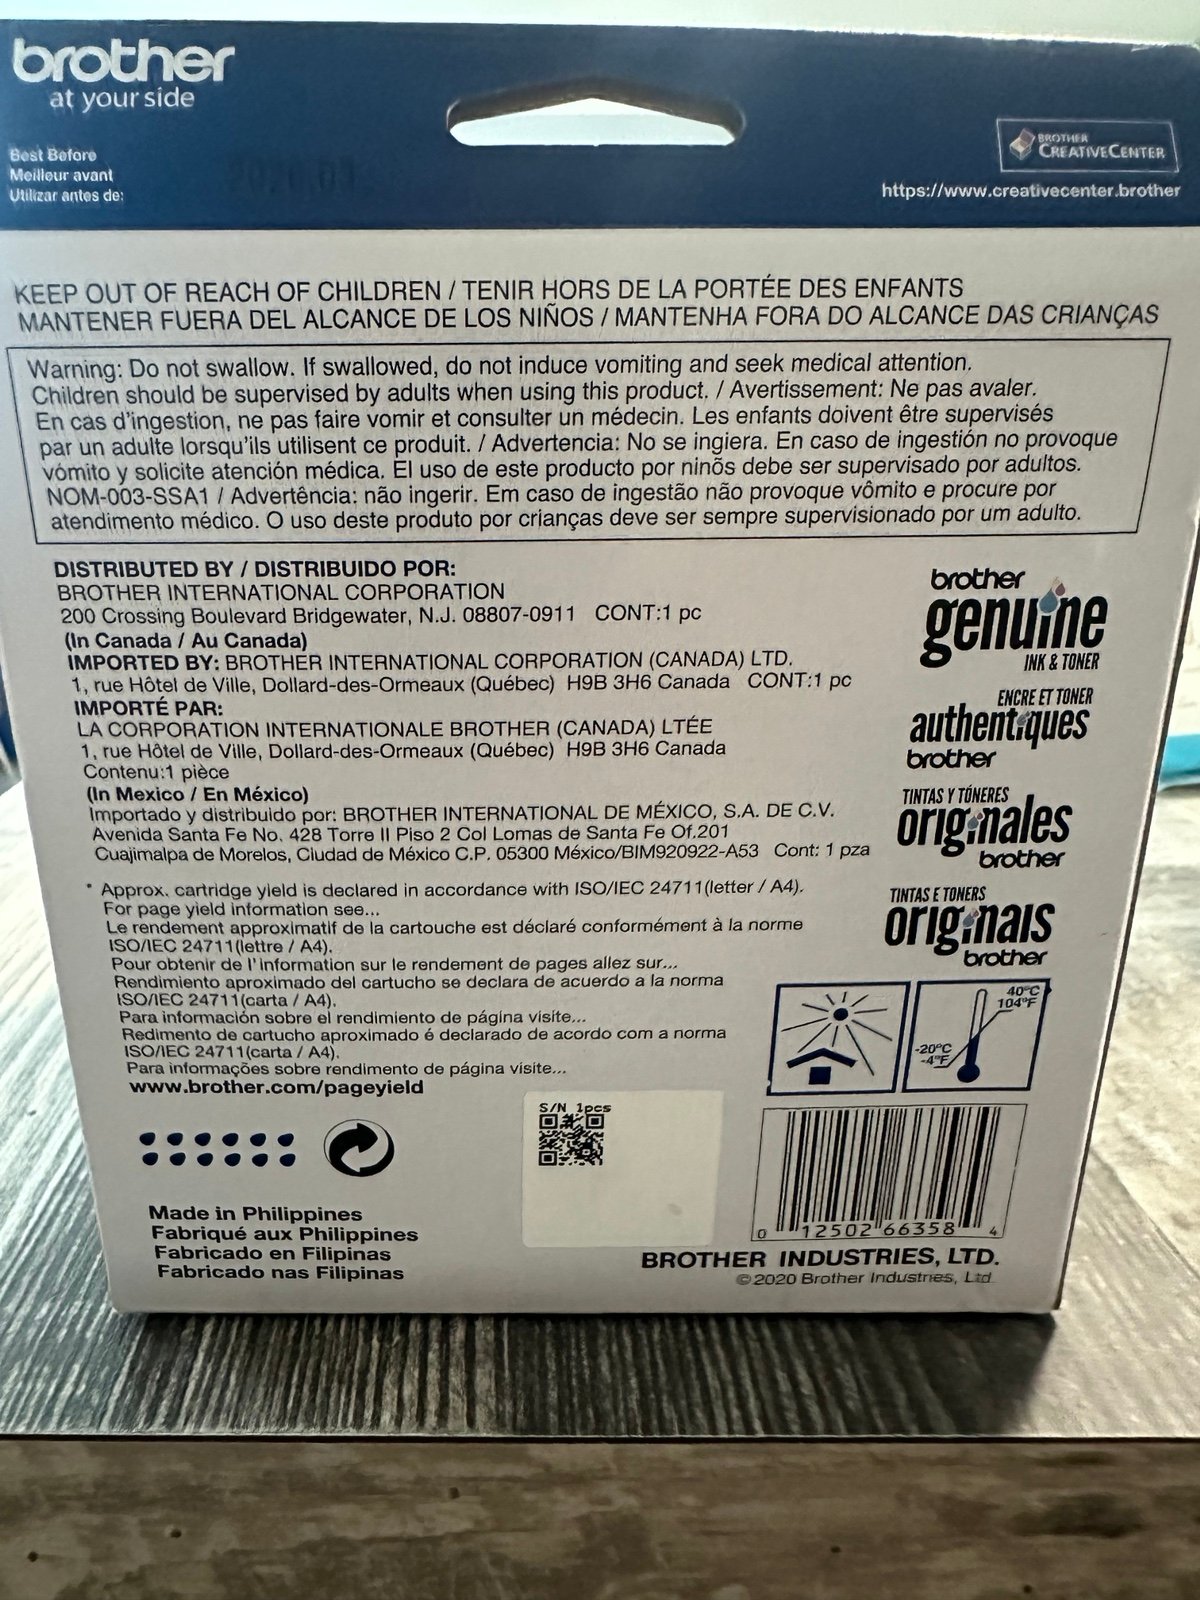 brother
at your side
Best Before
Meilleur avant
Utilizar antes de:
BROTHER
CREATIVECENTER
https://www.creativecenter.brother
KEEP OUT OF REACH OF CHILDREN / TENIR HORS DE LA PORTÉE DES ENFANTS
MANTENER FUERA DEL ALCANCE DE LOS NIÑOS / MANTENHA FORA DO ALCANCE DAS CRIANÇAS
Warning: Do not swallow. If swallowed, do not induce vomiting and seek medical attention.
Children should be supervised by adults when using this product. / Avertissement: Ne pas avaler.
En cas d'ingestion, ne pas faire vomir et consulter un médecin. Les enfants doivent être supervisés
par un adulte lorsqu'ils utilisent ce produit. / Advertencia: No se ingiera. En caso de ingestión no provoque
vómito y solicite atención médica. El uso de este producto por ninõs debe ser supervisado por adultos.
NOM-003-SSA1 / Advertência: não ingerir. Em caso de ingestão não provoque vômito e procure por
atendimento médico. O uso deste produto por crianças deve ser sempre supervisionado por um adulto.
DISTRIBUTED BY / DISTRIBUIDO POR:
BROTHER INTERNATIONAL CORPORATION
200 Crossing Boulevard Bridgewater, N.J. 08807-0911 CONT:1 pc
(In Canada / Au Canada)
IMPORTED BY: BROTHER INTERNATIONAL CORPORATION (CANADA) LTD.
1, rue Hôtel de Ville, Dollard-des-Ormeaux (Québec) H9B 3H6 Canada CONT:1 pc
IMPORTÉ PAR:
LA CORPORATION INTERNATIONALE BROTHER (CANADA) LTÉE
1, rue Hôtel de Ville, Dollard-des-Ormeaux (Québec) H9B 3H6 Canada
Contenu:1 pièce
(In Mexico / En México)
Importado y distribuido por: BROTHER INTERNATIONAL DE MÉXICO, S.A. DE C.V.
Avenida Santa Fe No. 428 Torre II Piso 2 Col Lomas de Santa Fe Of.201
Cuajimalpa de Morelos, Ciudad de México C.P. 05300 México/BIM920922-A53 Cont: 1 pza
* Approx. cartridge yield is declared in accordance with ISO/IEC 24711(letter / A4).
For page yield information see...
Le rendement approximatif de la cartouche est déclaré conformément à la norme
ISO/IEC 24711(lettre / A4).
Pour obtenir de l'information sur le rendement de pages allez sur...
Rendimiento aproximado del cartucho se declara de acuerdo a la norma
ISO/IEC 24711(carta / A4).
Para información sobre el rendimiento de página visite...
Redimento de cartucho aproximado é declarado de acordo com a norma
ISO/IEC 24711(carta / A4).
Para informações sobre rendimento de página visite...
www.brother.com/pageyield
brother
genuine
INK & TONER
ENCRE ET TONER
authentiques
brother
TINTAS Y TÓNERES
originales
brother
TINTAS E TONERS
originais
brother
40°C
104°F
-20°C
-4°F
S/N 1pcs
Made in Philippines
Fabriqué aux Philippines
Fabricado en Filipinas
Fabricado nas Filipinas
0 12502 66358 4
BROTHER INDUSTRIES, LTD.
©2020 Brother Industries, Ltd.